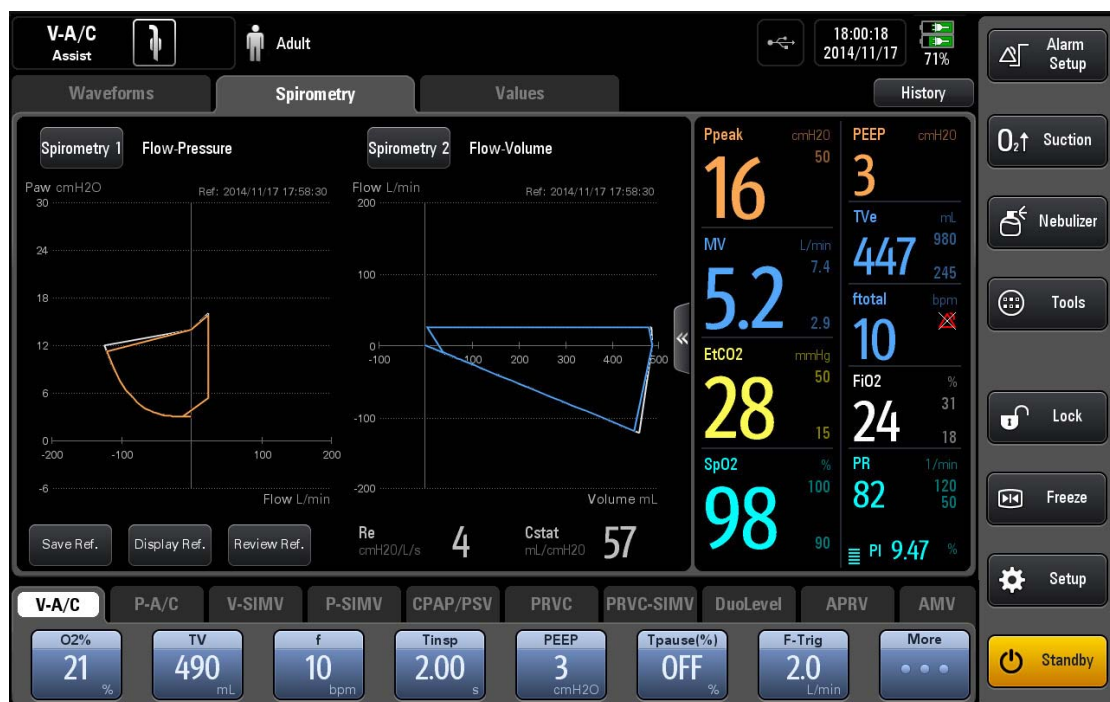 V-A/C
Assist
Adult
18:00:18
2014/11/17
71%
Alarm
Setup
Waveforms
Spirometry
Values
History
Spirometry 1
Flow-Pressure
Spirometry 2
Flow-Volume
Paw cmH2O
Ref: 2014/11/17 17:58:30
30
24
18
12
6
0
-6
-200
-100
100
200
Flow L/min
Flow L/min
Ref: 2014/11/17 17:58:30
200
100
0
-100
-200
-100
100
200
300
400
500
Volume mL
Save Ref.
Display Ref.
Review Ref.
Re
cmH2O/L/s
4
Cstat
mL/cmH2O
57
Ppeak cmH2O
16
50
PEEP cmH2O
3
TVe mL
447
980
245
MV L/min
5.2
7.4
2.9
ftotal bpm
10
EtCO2 mmHg
28
50
15
FiO2 %
24
31
18
SpO2 %
98
100
90
PR 1/min
82
120
50
PI 9.47 %
O2↑ Suction
Nebulizer
Tools
Lock
Freeze
Setup
Standby
V-A/C
P-A/C
V-SIMV
P-SIMV
CPAP/PSV
PRVC
PRVC-SIMV
DuoLevel
APRV
AMV
O2%
21
%
TV
490
mL
f
10
bpm
Tinsp
2.00
s
PEEP
3
cmH2O
Tpause(%)
OFF
%
F-Trig
2.0
L/min
More